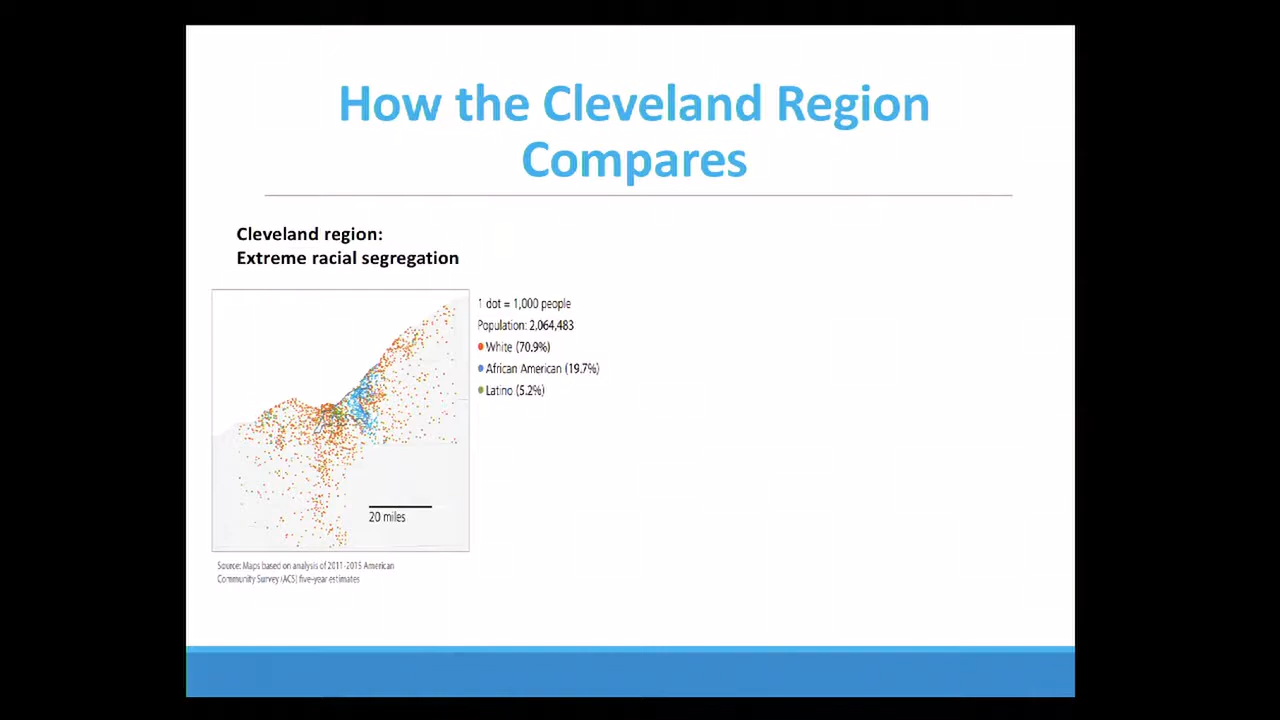 How the Cleveland Region
Compares
Cleveland region:
Extreme racial segregation
1 dot = 1,000 people
Population: 2,064,483
White (70.9%)
African American (19.7%)
Latino (5.2%)
20 miles
Source: Maps based on analysis of 2011-2015 American
Community Survey (ACS) five-year estimates